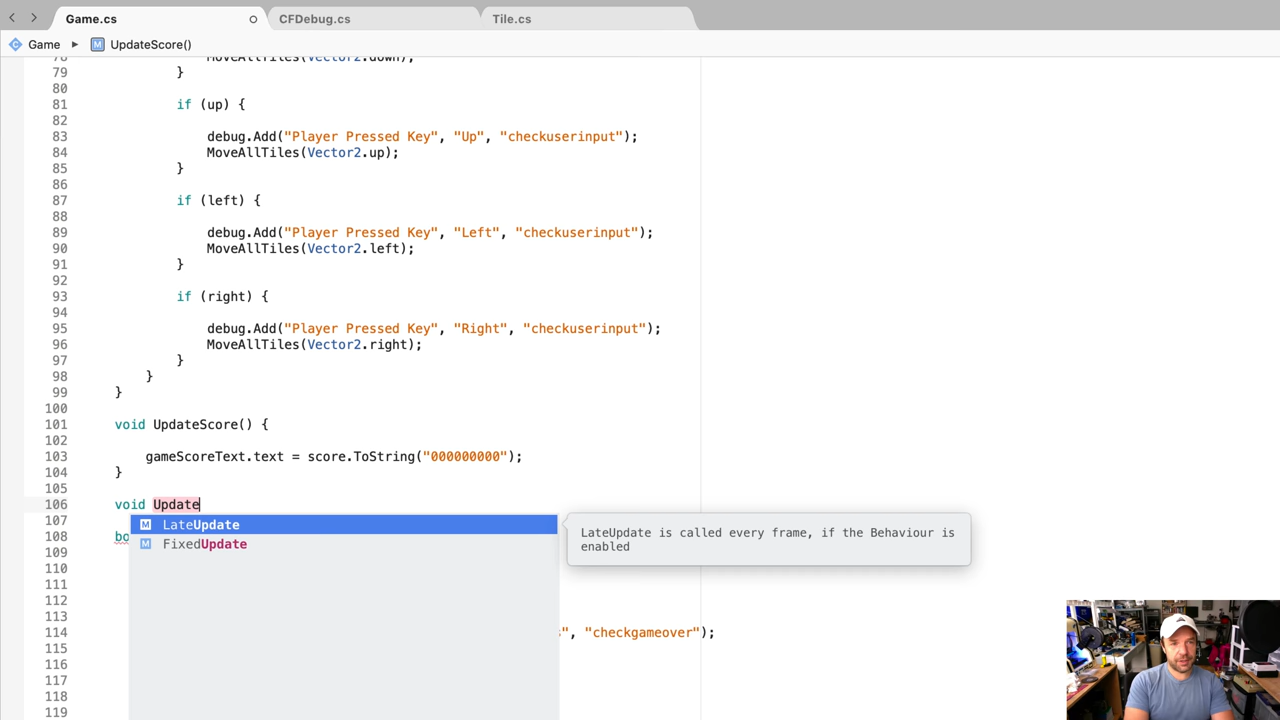 Game.cs CFDebug.cs Tile.cs
Game UpdateScore()
78 MoveAllTiles(Vector2.down);
79 }
80
81 if (up) {
82
83 debug.Add("Player Pressed Key", "Up", "checkuserinput");
84 MoveAllTiles(Vector2.up);
85 }
86
87 if (left) {
88
89 debug.Add("Player Pressed Key", "Left", "checkuserinput");
90 MoveAllTiles(Vector2.left);
91 }
92
93 if (right) {
94
95 debug.Add("Player Pressed Key", "Right", "checkuserinput");
96 MoveAllTiles(Vector2.right);
97 }
98 }
99 }
100
101 void UpdateScore() {
102
103 gameScoreText.text = score.ToString("000000000");
104 }
105
106 void Update
107 LateUpdate
LateUpdate is called every frame, if the Behaviour is
enabled
108 bo
FixedUpdate
109
110
111
112
113
114 ", "checkgameover");
115
116
117
118
119